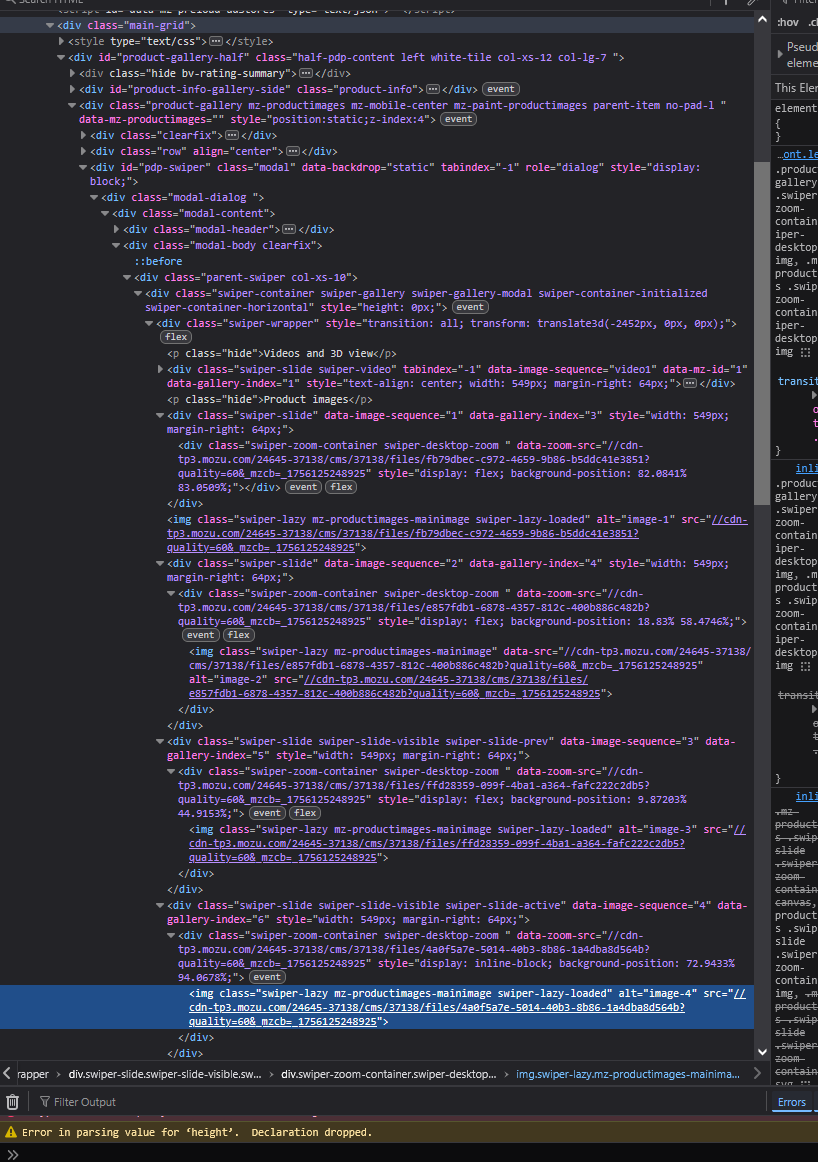 <div class="main-grid">
<style type="text/css"></style>
<div id="product-gallery-half" class="half-pdp-content left white-tile col-xs-12 col-lg-7 ">
<div class="hide bv-rating-summary"></div>
<div id="product-info-gallery-side" class="product-info"></div> event
<div class="product-gallery mz-productimages mz-mobile-center mz-paint-productimages parent-item no-pad-l "
data-mz-productimages="" style="position:static;z-index:4"> event
<div class="clearfix"></div>
<div class="row" align="center"></div>
<div id="pdp-swiper" class="modal" data-backdrop="static" tabindex="-1" role="dialog" style="display:
block;">
<div class="modal-dialog ">
<div class="modal-content">
<div class="modal-header"></div>
<div class="modal-body clearfix">
::before
<div class="parent-swiper col-xs-10">
<div class="swiper-container swiper-gallery swiper-gallery-modal swiper-container-initialized
swiper-container-horizontal" style="height: 0px;"> event
<div class="swiper-wrapper" style="transition: all; transform: translate3d(-2452px, 0px, 0px);">
flex
<p class="hide">Videos and 3D view</p>
<div class="swiper-slide swiper-video" tabindex="-1" data-image-sequence="video1" data-mz-id="1"
data-gallery-index="1" style="text-align: center; width: 549px; margin-right: 64px;"></div>
<p class="hide">Product images</p>
<div class="swiper-slide" data-image-sequence="1" data-gallery-index="3" style="width: 549px;
margin-right: 64px;">
<div class="swiper-zoom-container swiper-desktop-zoom " data-zoom-src="//cdn-
tp3.mozu.com/24645-37138/cms/37138/files/fb79dbec-c972-4659-9b86-b5ddc41e3851?
quality=60&_mzcb=_1756125248925" style="display: flex; background-position: 82.0841%
83.0509%;"></div> event flex
</div>
<img class="swiper-lazy mz-productimages-mainimage swiper-lazy-loaded" alt="image-1" src="//cdn-
tp3.mozu.com/24645-37138/cms/37138/files/fb79dbec-c972-4659-9b86-b5ddc41e3851?
quality=60&_mzcb=_1756125248925">
<div class="swiper-slide" data-image-sequence="2" data-gallery-index="4" style="width: 549px;
margin-right: 64px;">
<div class="swiper-zoom-container swiper-desktop-zoom " data-zoom-src="//cdn-
tp3.mozu.com/24645-37138/cms/37138/files/e857fdb1-6878-4357-812c-400b886c482b?
quality=60&_mzcb=_1756125248925" style="display: flex; background-position: 18.83% 58.4746%;">
event flex
<img class="swiper-lazy mz-productimages-mainimage" data-src="//cdn-tp3.mozu.com/24645-37138/
cms/37138/files/e857fdb1-6878-4357-812c-400b886c482b?quality=60&_mzcb=_1756125248925"
alt="image-2" src="//cdn-tp3.mozu.com/24645-37138/cms/37138/files/
e857fdb1-6878-4357-812c-400b886c482b?quality=60&_mzcb=_1756125248925">
</div>
</div>
<div class="swiper-slide swiper-slide-visible swiper-slide-prev" data-image-sequence="3" data-
gallery-index="5" style="width: 549px; margin-right: 64px;">
<div class="swiper-zoom-container swiper-desktop-zoom " data-zoom-src="//cdn-
tp3.mozu.com/24645-37138/cms/37138/files/ffd28359-099f-4ba1-a364-fafc222c2db5?
quality=60&_mzcb=_1756125248925" style="display: flex; background-position: 9.87203%
44.9153%;"> event flex
<img class="swiper-lazy mz-productimages-mainimage swiper-lazy-loaded" alt="image-3" src="//
cdn-tp3.mozu.com/24645-37138/cms/37138/files/ffd28359-099f-4ba1-a364-fafc222c2db5?
quality=60&_mzcb=_1756125248925">
</div>
</div>
<div class="swiper-slide swiper-slide-visible swiper-slide-active" data-image-sequence="4" data-
gallery-index="6" style="width: 549px; margin-right: 64px;">
<div class="swiper-zoom-container swiper-desktop-zoom " data-zoom-src="//cdn-
tp3.mozu.com/24645-37138/cms/37138/files/4a0f5a7e-5014-40b3-8b86-1a4dba8d564b?
quality=60&_mzcb=_1756125248925" style="display: inline-block; background-position: 72.9433%
94.0678%;"> event
<img class="swiper-lazy mz-productimages-mainimage swiper-lazy-loaded" alt="image-4" src="//
cdn-tp3.mozu.com/24645-37138/cms/37138/files/4a0f5a7e-5014-40b3-8b86-1a4dba8d564b?
quality=60&_mzcb=_1756125248925">
</div>
</div>
rapper > div.swiper-slide.swiper-slide-visible.sw... > div.swiper-zoom-container.swiper-desktop... > img.swiper-lazy.mz-productimages-mainima...
:hov .c
Pseud
eleme
This Eler
element
{
}
…ont.le
.produc
gallery
.swiper
zoom-
contain
iper-
desktop
img, .m
product
s .swip
zoom-
contain
iper-
desktop
img
transit
}
inli
.produc
gallery
.swiper
zoom-
contain
iper-
desktop
img, .m
product
s .swip
zoom-
contain
iper-
desktop
img
transit
}
inli
.mz-
product
s .swip
slide
.swiper
zoom-
contain
canvas,
product
s .swip
slide
.swiper
zoom-
contain
img, .m
product
s .swip
slide
.swiper
zoom-
contain
svg
Filter Output
Errors
Error in parsing value for ‘height’. Declaration dropped.